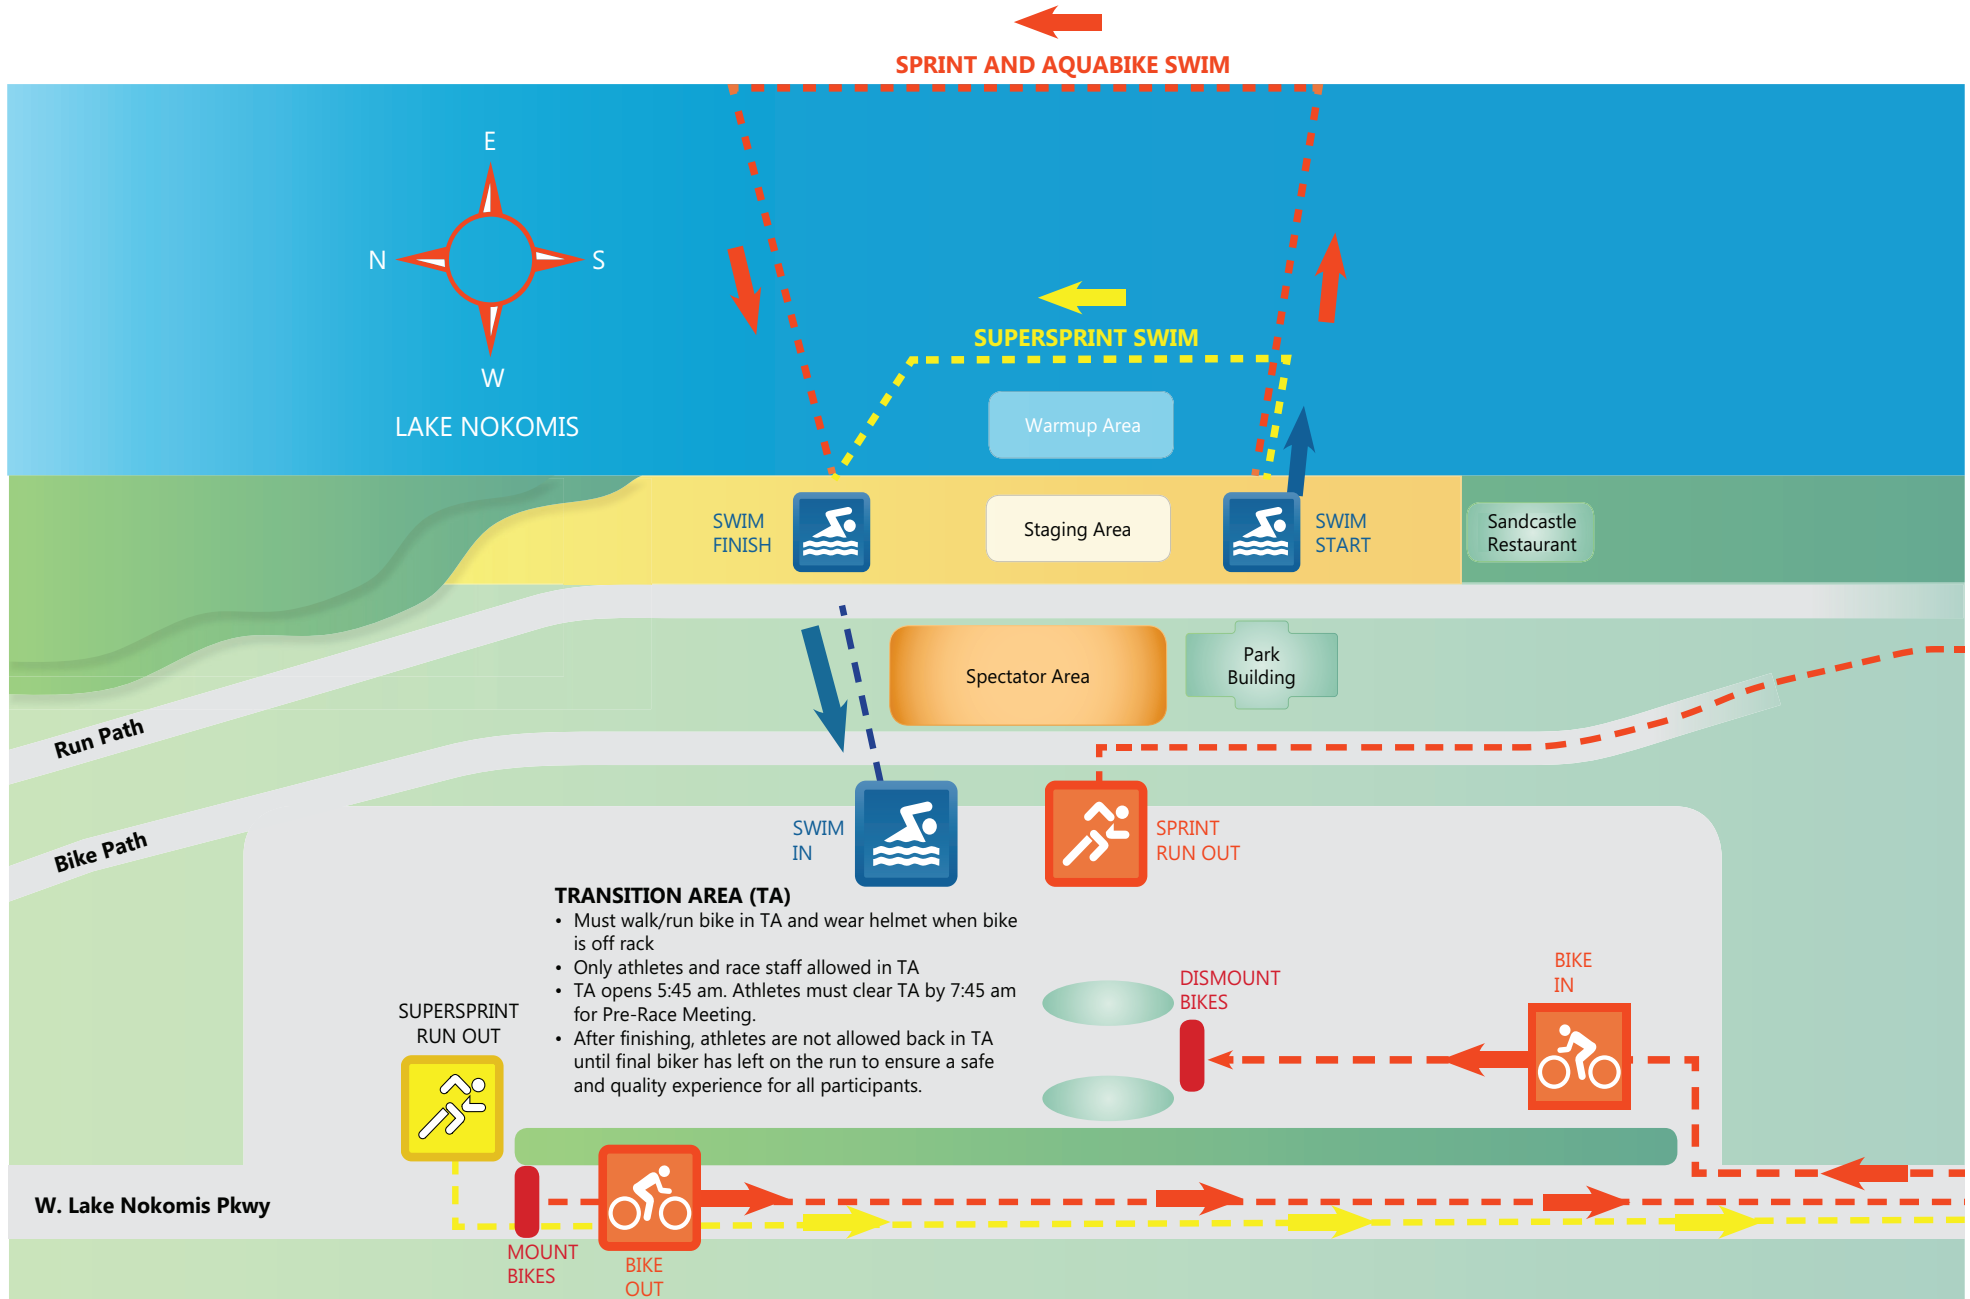 SPRINT AND AQUABIKE SWIM
E
N
S
W
LAKE NOKOMIS
SUPERSPRINT SWIM
Warmup Area
SWIM
FINISH
Staging Area
SWIM
START
Sandcastle
Restaurant
Spectator Area
Park
Building
Run Path
Bike Path
SWIM
IN
SPRINT
RUN OUT
TRANSITION AREA (TA)
• Must walk/run bike in TA and wear helmet when bike
is off rack
• Only athletes and race staff allowed in TA
• TA opens 5:45 am. Athletes must clear TA by 7:45 am
for Pre-Race Meeting.
• After finishing, athletes are not allowed back in TA
until final biker has left on the run to ensure a safe
and quality experience for all participants.
SUPERSPRINT
RUN OUT
DISMOUNT
BIKES
BIKE
IN
W. Lake Nokomis Pkwy
MOUNT
BIKES
BIKE
OUT